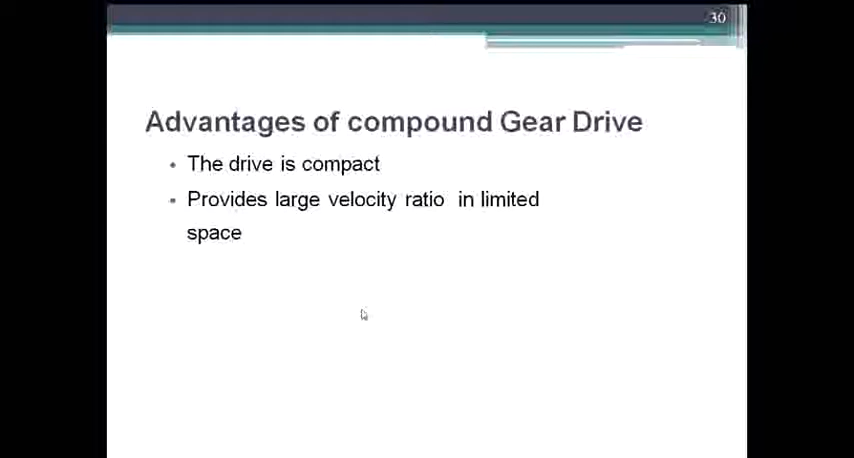 30
Advantages of compound Gear Drive
• The drive is compact
• Provides large velocity ratio in limited
space